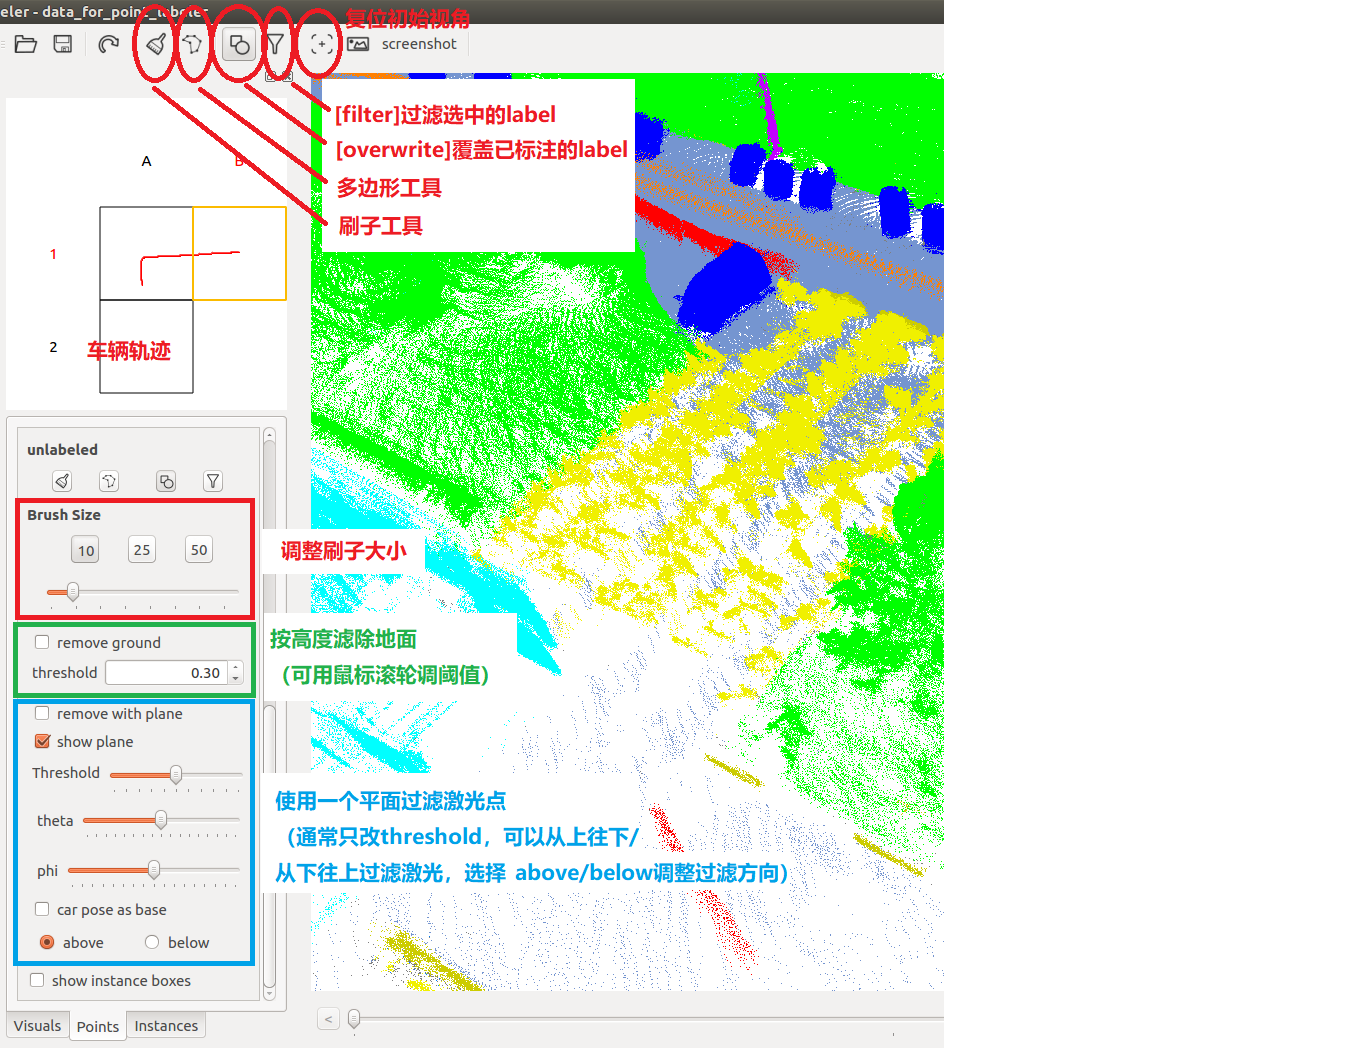 eler - data_for_point_labeler
复位初始视角
screenshot
[filter]过滤选中的label
[overwrite]覆盖已标注的label
多边形工具
刷子工具
A
B
1
2
车辆轨迹
unlabeled
Brush Size
10
25
50
调整刷子大小
remove ground
threshold
0.30
按高度滤除地面
（可用鼠标滚轮调阈值）
remove with plane
show plane
Threshold
theta
phi
car pose as base
above
below
使用一个平面过滤激光点
（通常只改threshold，可以从上往下/
从下往上过滤激光，选择 above/below调整过滤方向）
show instance boxes
Visuals
Points
Instances
<